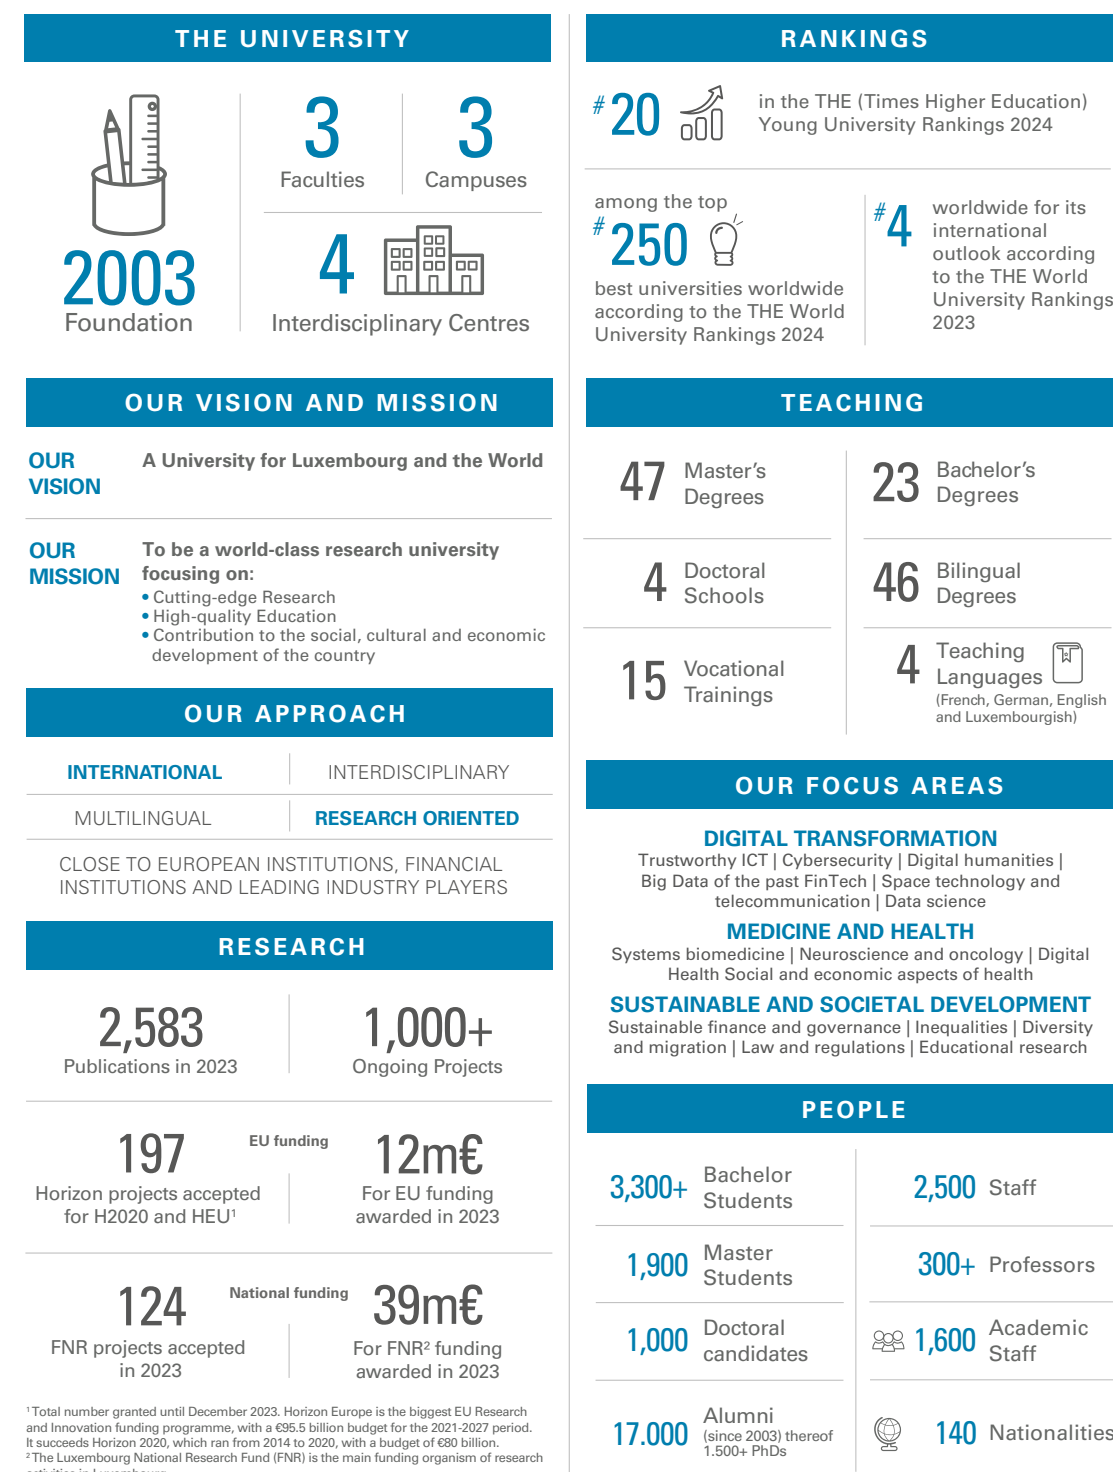 THE UNIVERSITY
2003
Foundation
3
Faculties
3
Campuses
4
Interdisciplinary Centres
OUR VISION AND MISSION
OUR
VISION
A University for Luxembourg and the World
OUR
MISSION
To be a world-class research university
focusing on:
• Cutting-edge Research
• High-quality Education
• Contribution to the social, cultural and economic
development of the country
OUR APPROACH
INTERNATIONAL
INTERDISCIPLINARY
MULTILINGUAL
RESEARCH ORIENTED
CLOSE TO EUROPEAN INSTITUTIONS, FINANCIAL
INSTITUTIONS AND LEADING INDUSTRY PLAYERS
RESEARCH
2,583
Publications in 2023
1,000+
Ongoing Projects
EU funding
197
Horizon projects accepted
for H2020 and HEU¹
12m€
For EU funding
awarded in 2023
National funding
124
FNR projects accepted
in 2023
39m€
For FNR² funding
awarded in 2023
¹ Total number granted until December 2023. Horizon Europe is the biggest EU Research
and Innovation funding programme, with a €95.5 billion budget for the 2021-2027 period.
It succeeds Horizon 2020, which ran from 2014 to 2020, with a budget of €80 billion.
² The Luxembourg National Research Fund (FNR) is the main funding organism of research
RANKINGS
#20
in the THE (Times Higher Education)
Young University Rankings 2024
among the top
#250
best universities worldwide
according to the THE World
University Rankings 2024
#4
worldwide for its
international
outlook according
to the THE World
University Rankings
2023
TEACHING
47
Master's
Degrees
23
Bachelor's
Degrees
4
Doctoral
Schools
46
Bilingual
Degrees
15
Vocational
Trainings
4
Teaching
Languages
(French, German, English
and Luxembourgish)
OUR FOCUS AREAS
DIGITAL TRANSFORMATION
Trustworthy ICT | Cybersecurity | Digital humanities |
Big Data of the past FinTech | Space technology and
telecommunication | Data science
MEDICINE AND HEALTH
Systems biomedicine | Neuroscience and oncology | Digital
Health Social and economic aspects of health
SUSTAINABLE AND SOCIETAL DEVELOPMENT
Sustainable finance and governance | Inequalities | Diversity
and migration | Law and regulations | Educational research
PEOPLE
3,300+
Bachelor
Students
2,500 Staff
1,900
Master
Students
300+ Professors
1,000
Doctoral
candidates
1,600
Academic
Staff
17.000
Alumni
(since 2003) thereof
1.500+ PhDs
140 Nationalities